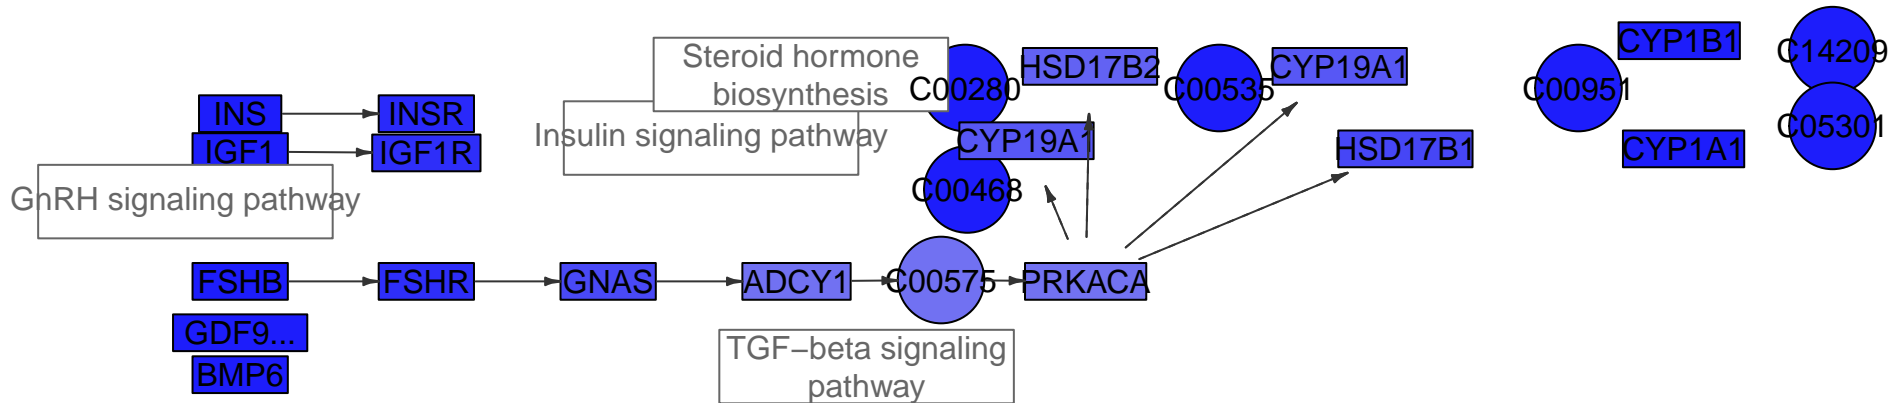 Steroid hormone
biosynthesis
C00280
HSD17B2
C00535
CYP19A1
C00951
CYP1B1
C14209
INS
INSR
Insulin signaling pathway
CYP19A1
HSD17B1
CYP1A1
C05301
IGF1
IGF1R
GnRH signaling pathway
C00468
FSHB
FSHR
GNAS
ADCY1
C00575
PRKACA
GDF9...
TGF−beta signaling
pathway
BMP6